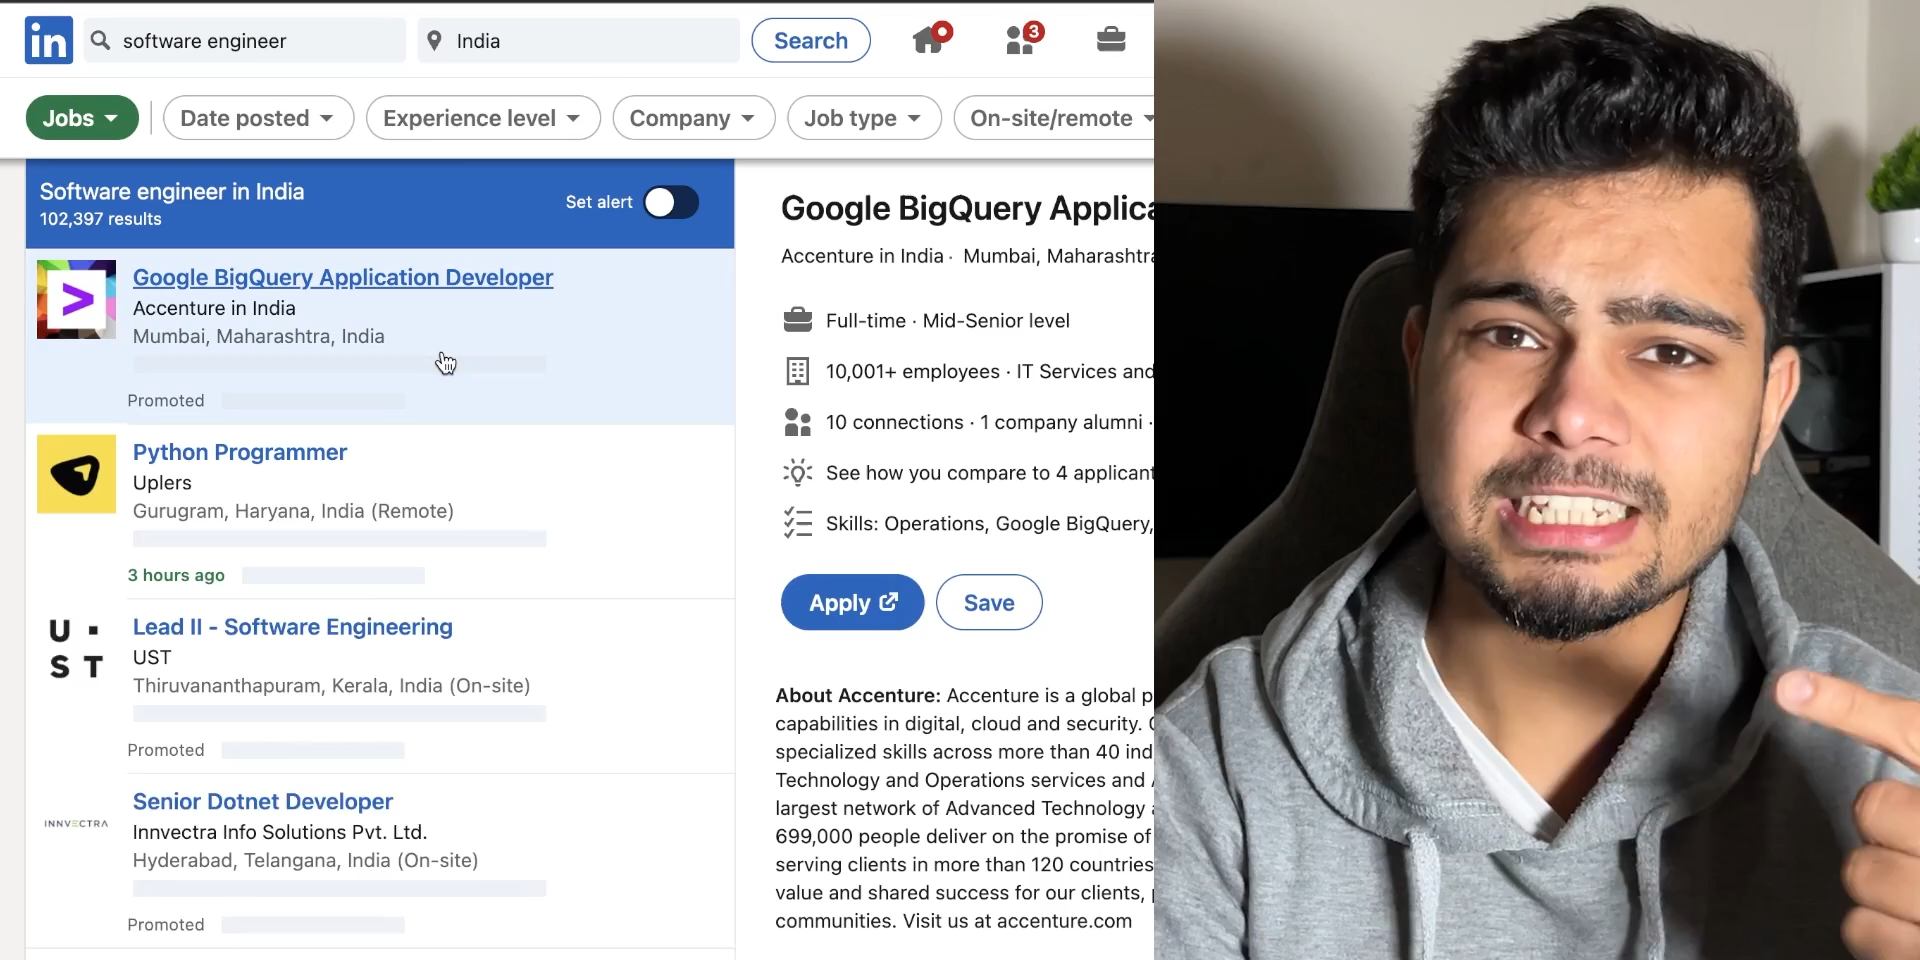 in
software engineer
India
Search
3
Jobs
Date posted
Experience level
Company
Job type
On-site/remote
Software engineer in India
102,397 results
Set alert
Google BigQuery Application Developer
Accenture in India
Mumbai, Maharashtra, India
Promoted
Python Programmer
Uplers
Gurugram, Haryana, India (Remote)
3 hours ago
U
S T
Lead II - Software Engineering
UST
Thiruvananthapuram, Kerala, India (On-site)
Promoted
INNVECTRA
Senior Dotnet Developer
Innvectra Info Solutions Pvt. Ltd.
Hyderabad, Telangana, India (On-site)
Promoted
Google BigQuery Applica
Accenture in India · Mumbai, Maharashtra
Full-time · Mid-Senior level
10,001+ employees · IT Services and
10 connections · 1 company alumni ·
See how you compare to 4 applicant
Skills: Operations, Google BigQuery,
Apply
Save
About Accenture: Accenture is a global p
capabilities in digital, cloud and security.
specialized skills across more than 40 ind
Technology and Operations services and
largest network of Advanced Technology
699,000 people deliver on the promise of
serving clients in more than 120 countries
value and shared success for our clients,
communities. Visit us at accenture.com